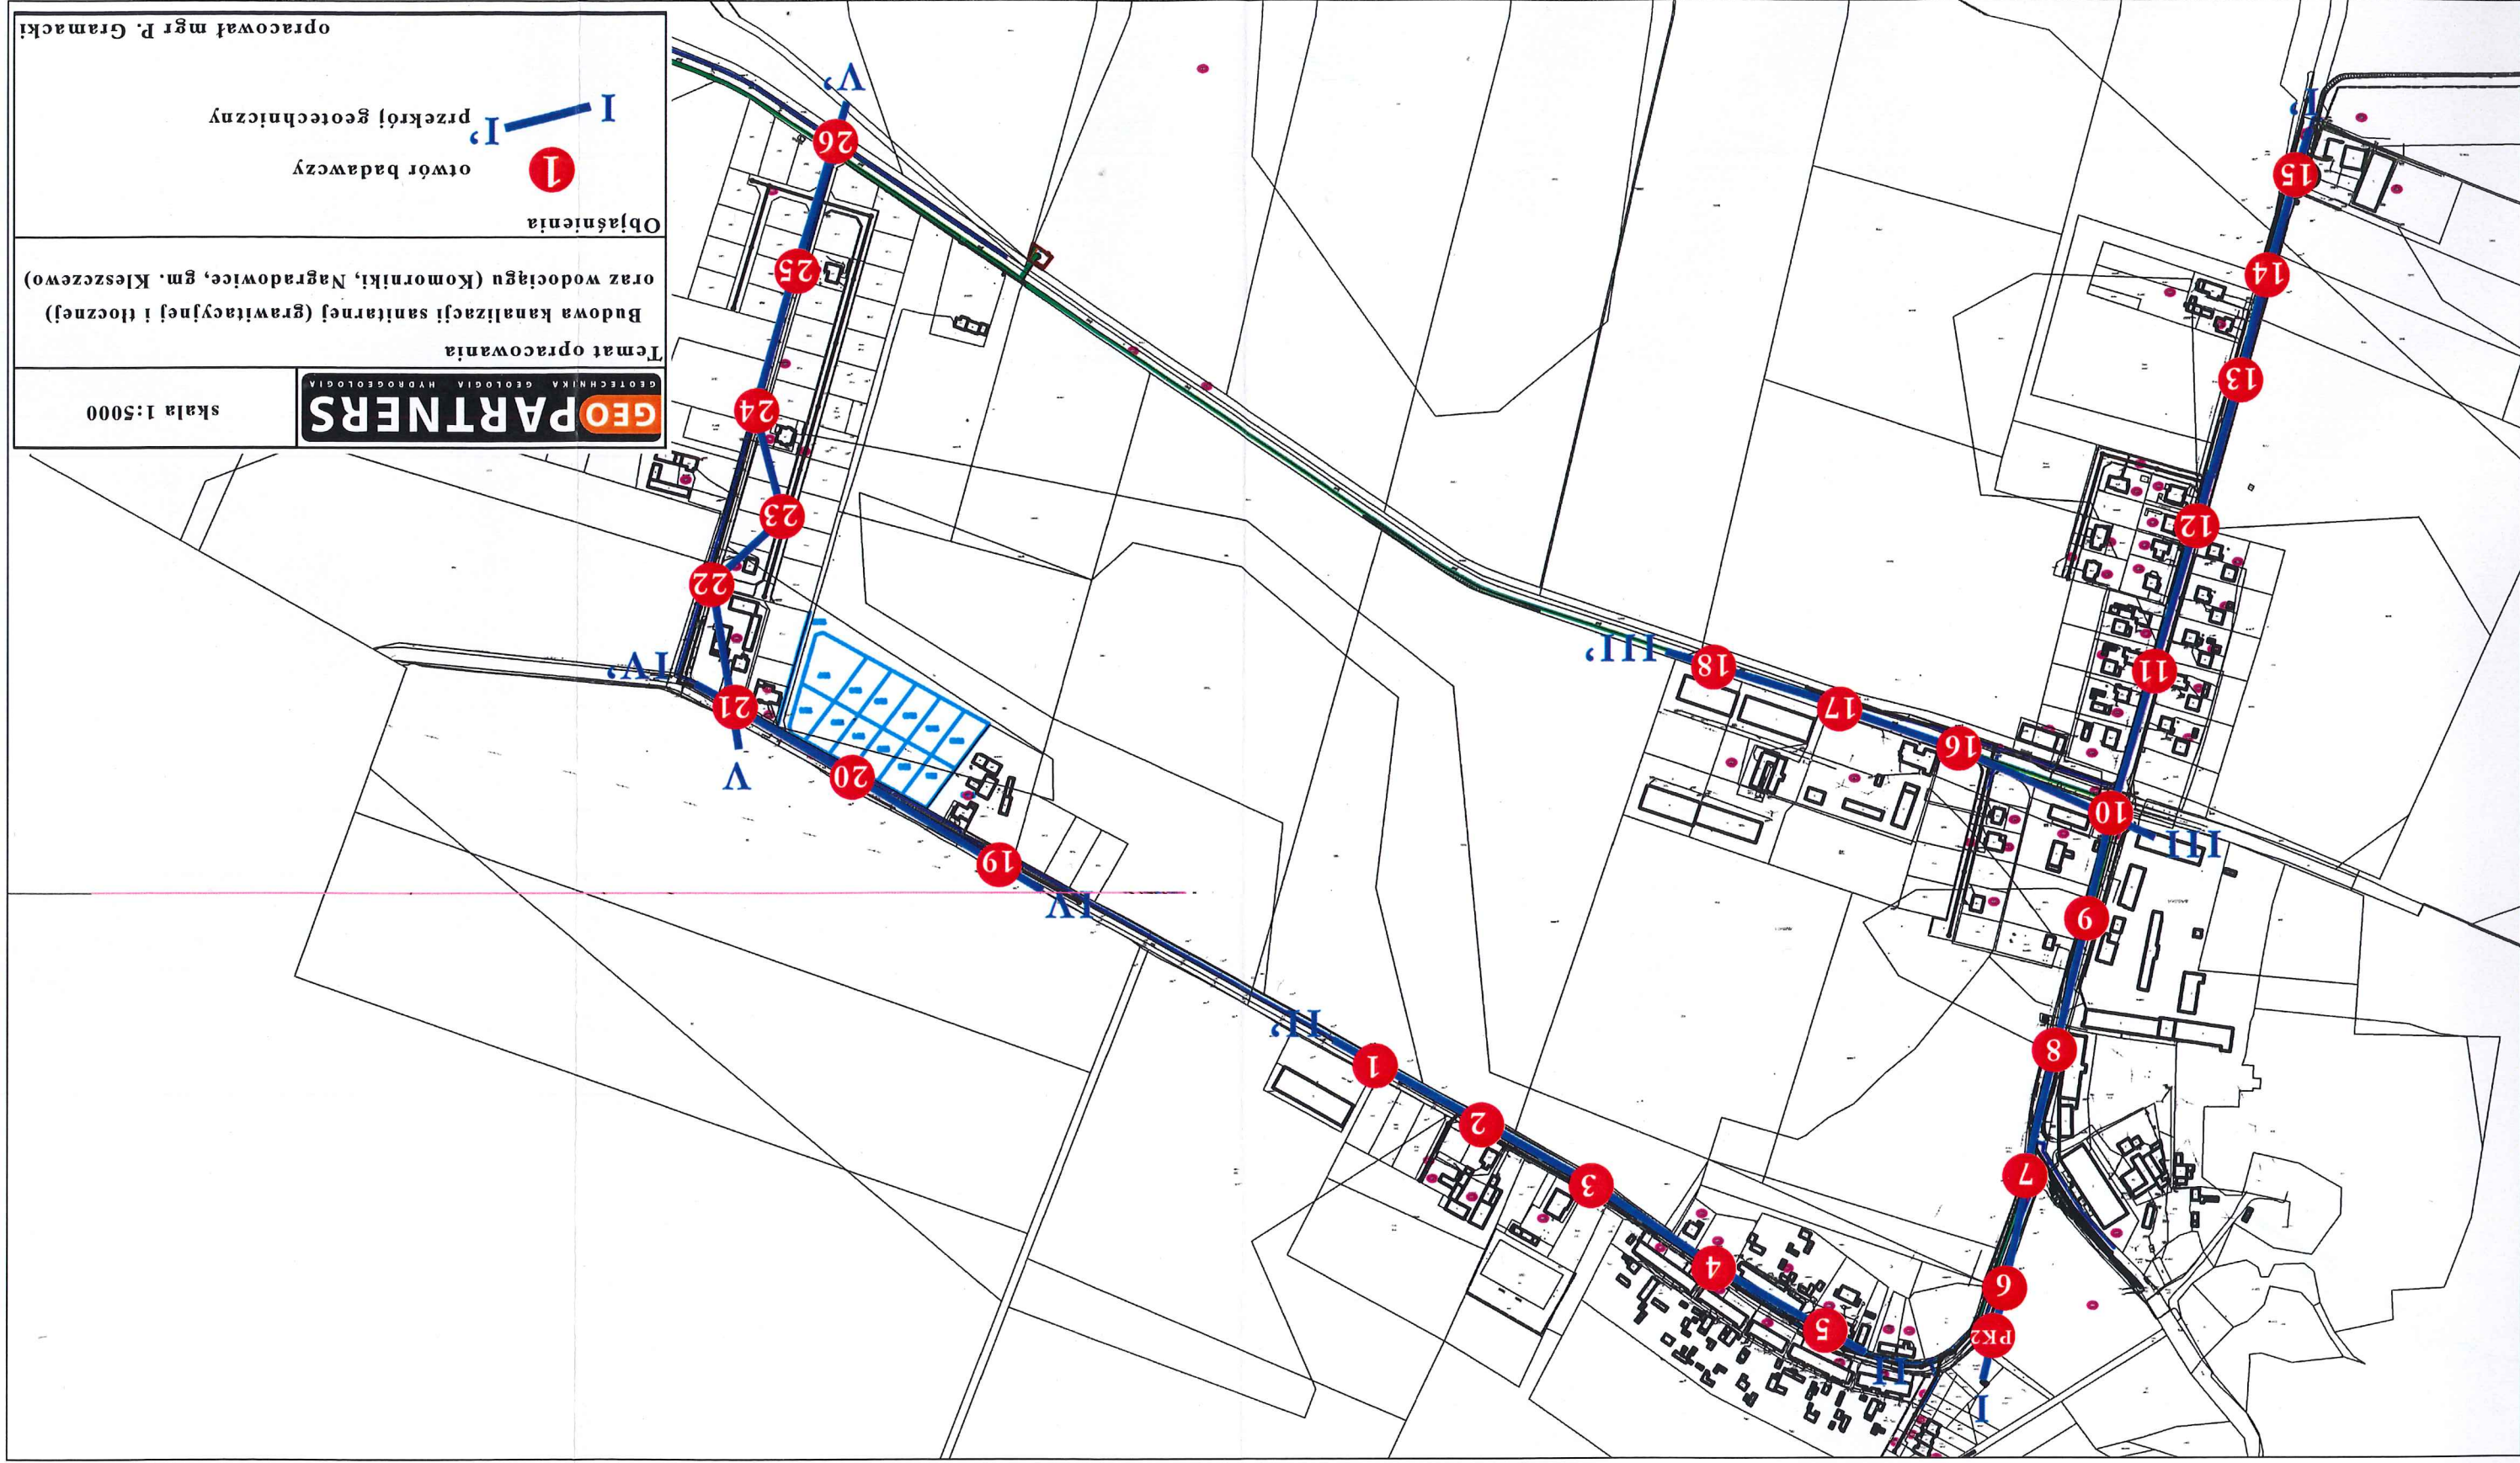 GEOPARTNERS
GEOTECHNIKA GEOLOGIA HYDROGEOLOGIA
skala 1:5000
Temat opracowania
Budowa kanalizacji sanitarnej (grawitacyjnej i tłocznej)
oraz wodociągu (Komorniki, Nagradowice, gm. Kleszczewo)
Objaśnienia
1
otwór badawczy
I I’
przekrój geotechniczny
opracował mgr P. Gramacki
I
PK2
6
7
8
9
10
11
12
13
14
15
I’
II
5
4
3
2
1
II’
III
16
17
18
III’
IV
19
20
21
IV’
V
22
23
24
25
26
V’